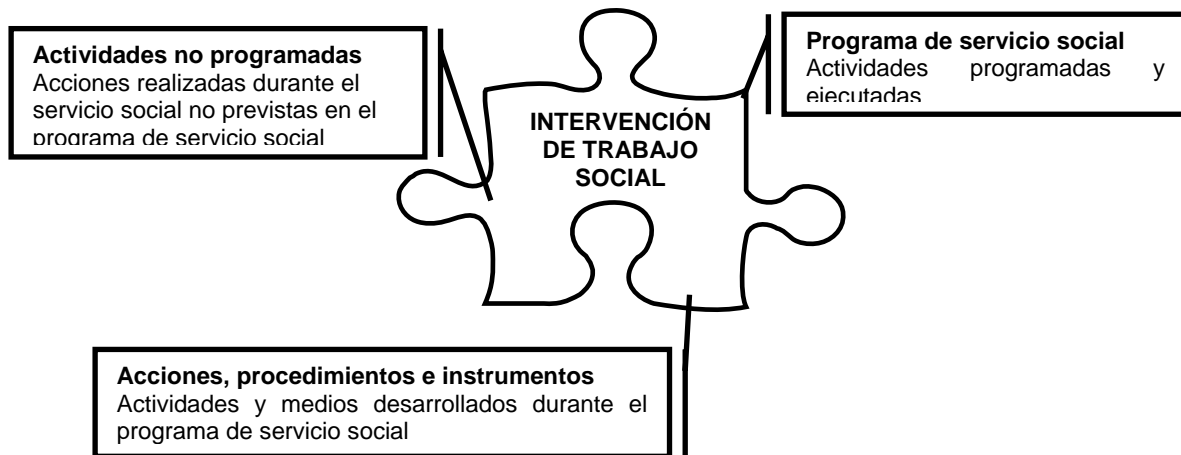 Actividades no programadas
Acciones realizadas durante el
servicio social no previstas en el
programa de servicio social
Programa de servicio social
Actividades programadas y
ejecutadas
INTERVENCIÓN
DE TRABAJO
SOCIAL
Acciones, procedimientos e instrumentos
Actividades y medios desarrollados durante el
programa de servicio social